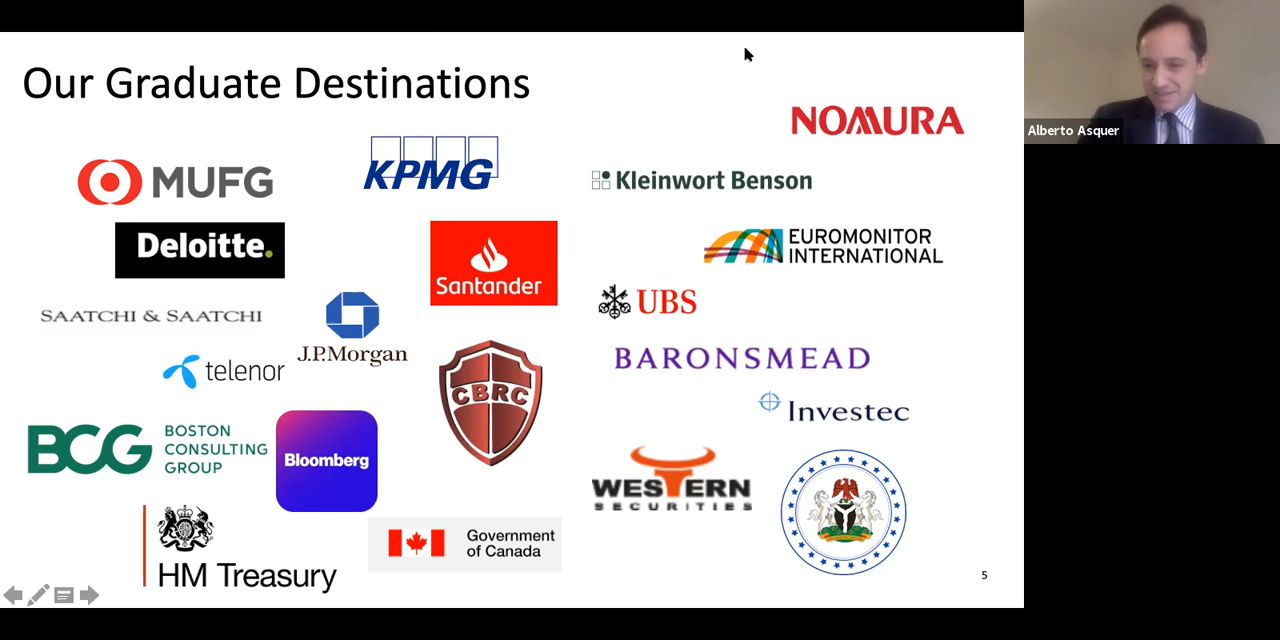 Our Graduate Destinations
NOMURA
Alberto Asquer
KPMG
MUFG
Kleinwort Benson
Deloitte.
Santander
EUROMONITOR
INTERNATIONAL
UBS
SAATCHI & SAATCHI
J.P.Morgan
telenor
BARONSMEAD
CBRC
Investec
BCG
BOSTON
CONSULTING
GROUP
Bloomberg
WESTERN
SECURITIES
Government
of Canada
HM Treasury
5